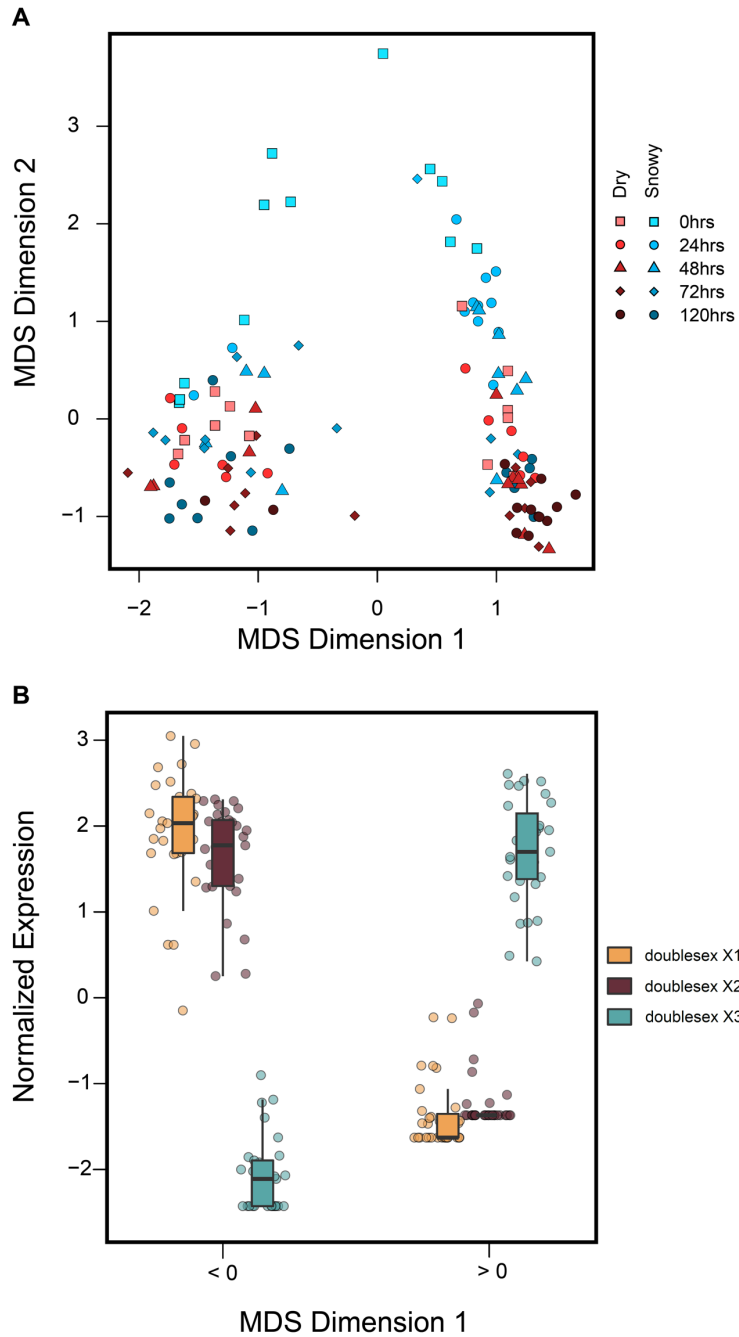 A
MDS Dimension 2
3
2
1
0
−1
−2
−1
0
1
MDS Dimension 1
Dry
Snowy
0hrs
24hrs
48hrs
72hrs
120hrs
B
Normalized Expression
3
2
1
0
−1
−2
< 0
> 0
MDS Dimension 1
doublesex X1
doublesex X2
doublesex X3